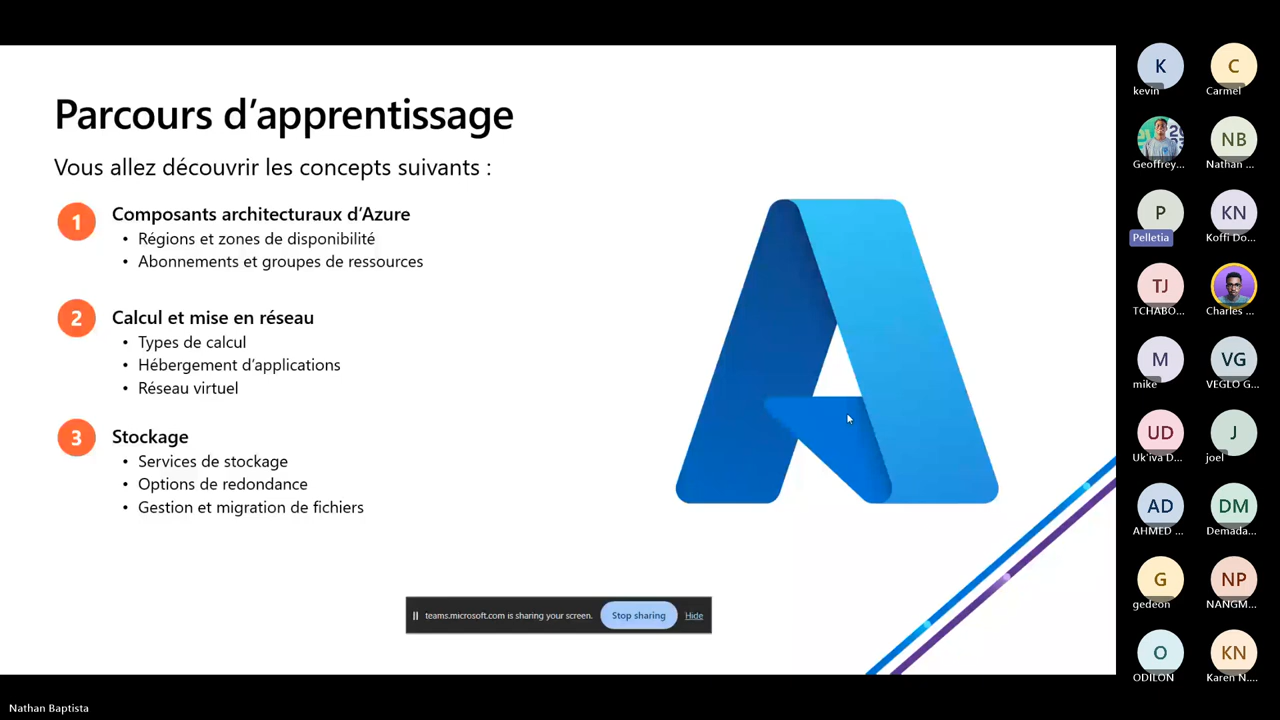 Parcours d’apprentissage
Vous allez découvrir les concepts suivants :
1 Composants architecturaux d’Azure
• Régions et zones de disponibilité
• Abonnements et groupes de ressources
2 Calcul et mise en réseau
• Types de calcul
• Hébergement d’applications
• Réseau virtuel
3 Stockage
• Services de stockage
• Options de redondance
• Gestion et migration de fichiers
teams.microsoft.com is sharing your screen. Stop sharing Hide
K C
kevin Carmel
NB
Geoffrey... Nathan ...
P KN
Pelletia Koffi Do...
TJ
TCHABO... Charles ...
M VG
mike VEGLO G...
UD J
Uk'iva D... joel
AD DM
AHMED ... Demada...
G NP
gedeon NANGM...
O KN
ODILON Karen N....
Nathan Baptista